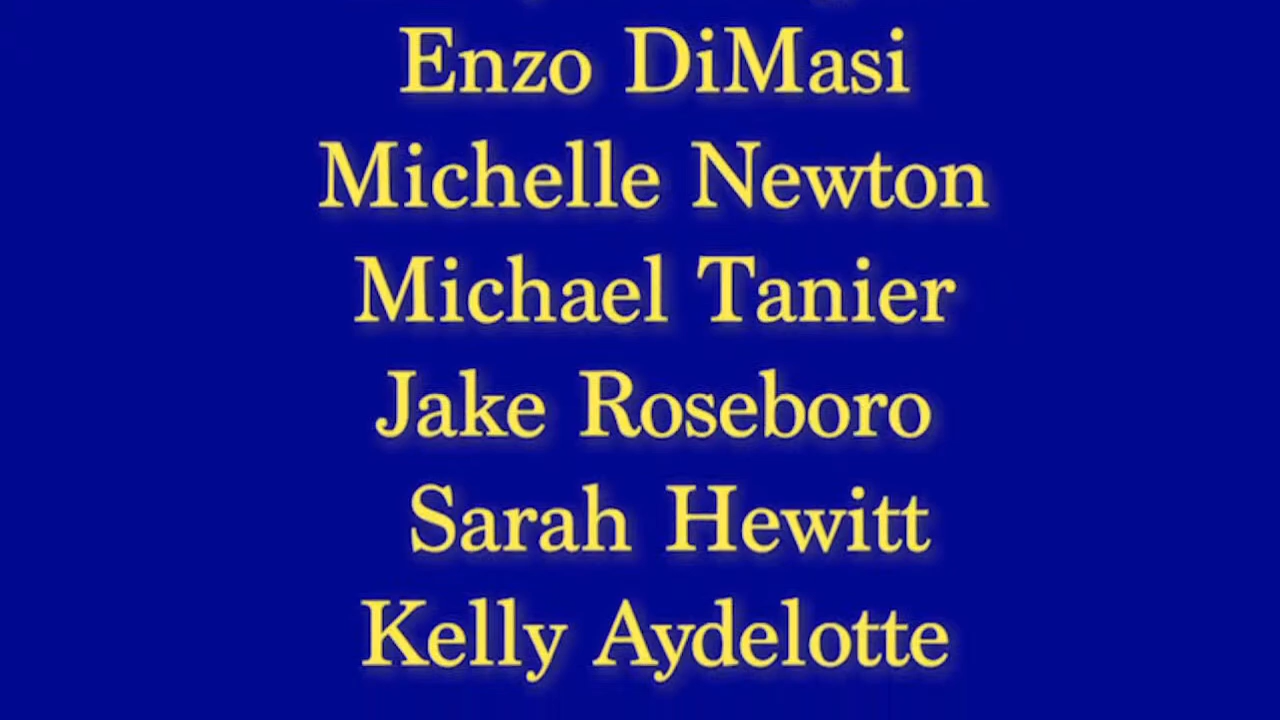 Enzo DiMasi
Michelle Newton
Michael Tanier
Jake Roseboro
Sarah Hewitt
Kelly Aydelotte